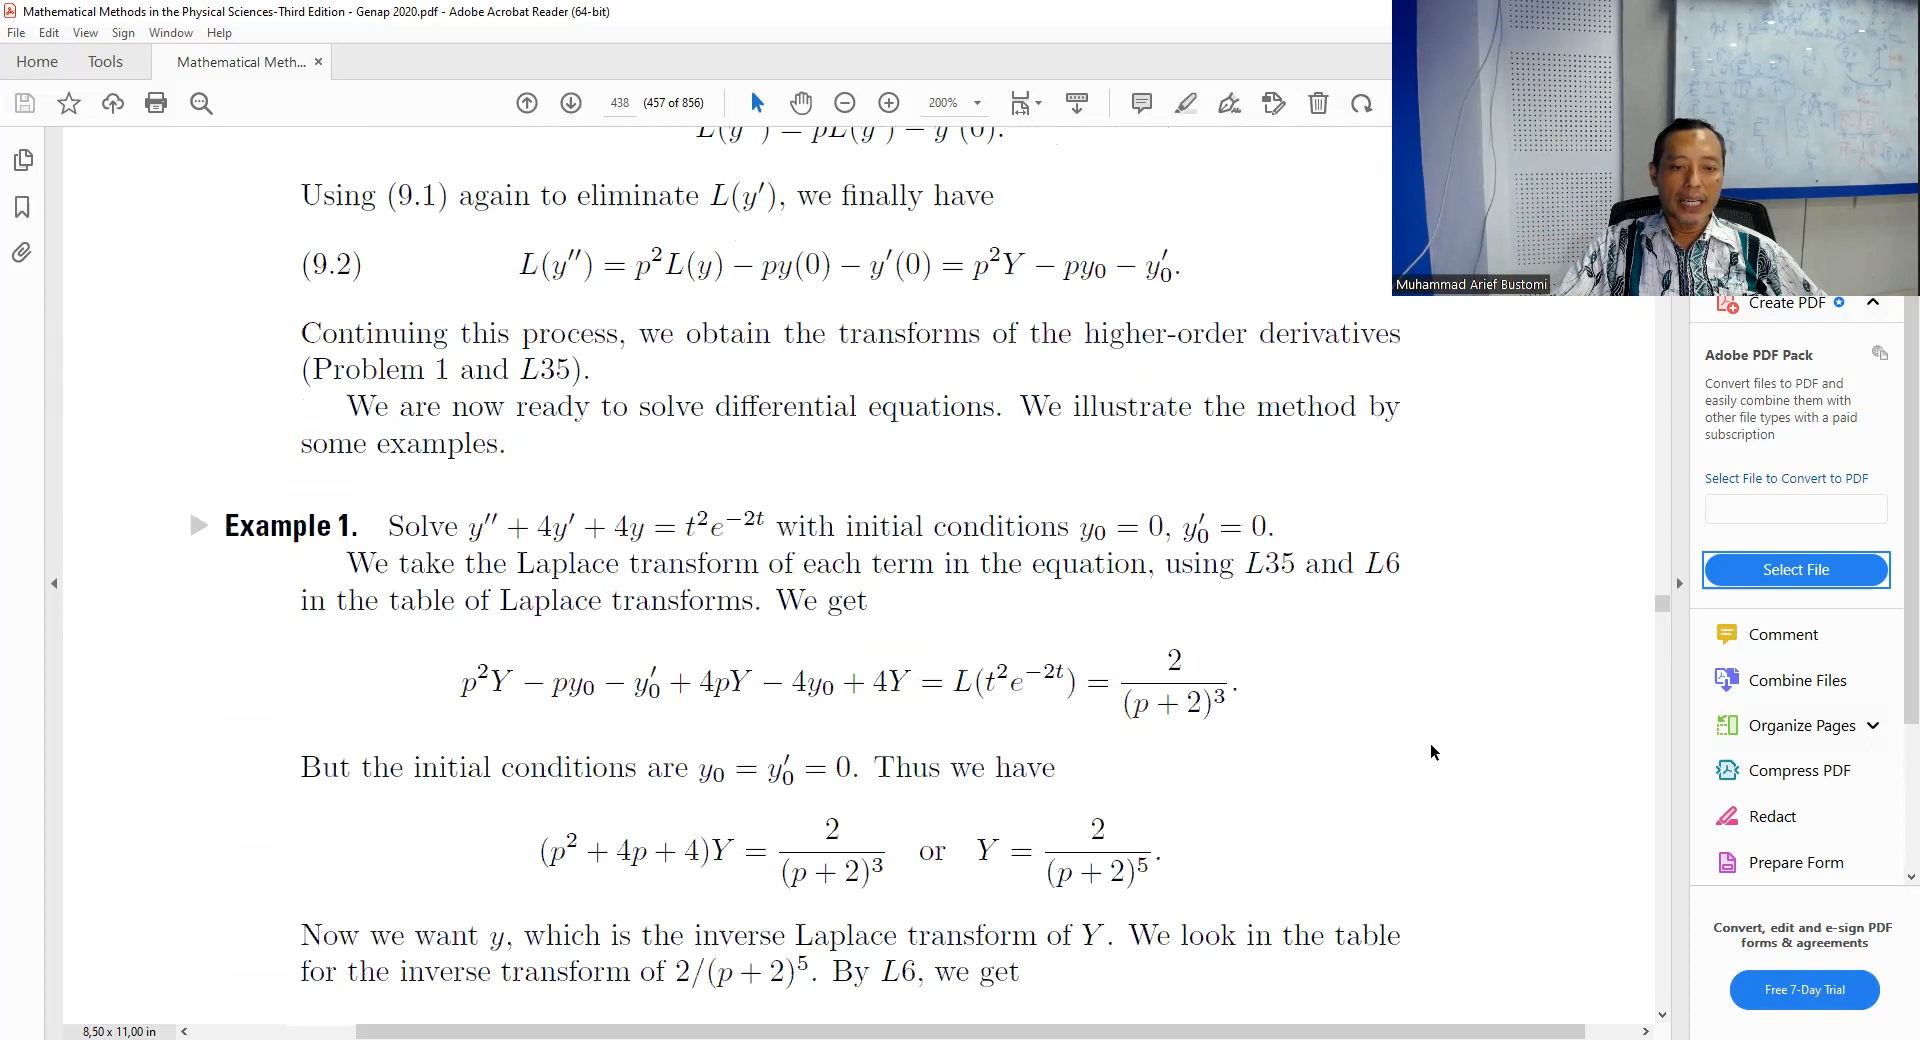 Mathematical Methods in the Physical Sciences-Third Edition - Genap 2020.pdf - Adobe Acrobat Reader (64-bit)
File Edit View Sign Window Help
Home Tools Mathematical Meth... ×
438 (457 of 856) 200%
L(y″) = pL(y′) − y′(0).
Using (9.1) again to eliminate L(y′), we finally have
(9.2) L(y″) = p²L(y) − py(0) − y′(0) = p²Y − py₀ − y′₀.
Continuing this process, we obtain the transforms of the higher-order derivatives
(Problem 1 and L35).
We are now ready to solve differential equations. We illustrate the method by
some examples.
Example 1. Solve y″ + 4y′ + 4y = t²e⁻²ᵗ with initial conditions y₀ = 0, y′₀ = 0.
We take the Laplace transform of each term in the equation, using L35 and L6
in the table of Laplace transforms. We get
p²Y − py₀ − y′₀ + 4pY − 4y₀ + 4Y = L(t²e⁻²ᵗ) = 2/(p + 2)³.
But the initial conditions are y₀ = y′₀ = 0. Thus we have
(p² + 4p + 4)Y = 2/(p + 2)³ or Y = 2/(p + 2)⁵.
Now we want y, which is the inverse Laplace transform of Y. We look in the table
for the inverse transform of 2/(p + 2)⁵. By L6, we get
8,50 x 11,00 in
Muhammad Arief Bustomi
Create PDF
Adobe PDF Pack
Convert files to PDF and
easily combine them with
other file types with a paid
subscription
Select File to Convert to PDF
Select File
Comment
Combine Files
Organize Pages
Compress PDF
Redact
Prepare Form
Convert, edit and e-sign PDF
forms & agreements
Free 7-Day Trial